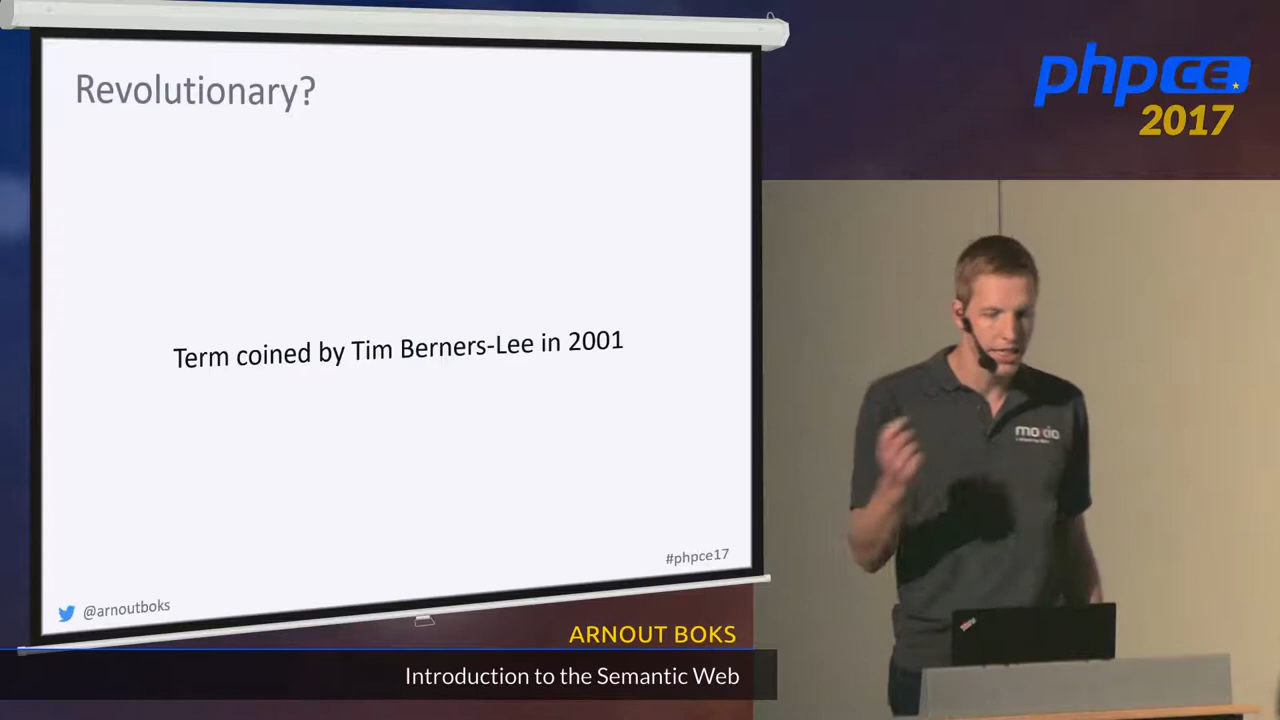 Revolutionary?
Term coined by Tim Berners-Lee in 2001
#phpce17
@arnoutboks
ARNOUT BOKS
Introduction to the Semantic Web
phpCE.
2017
moxio